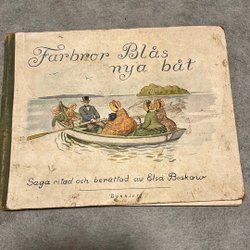 Farbror Blås
nya båt
Saga ritad och berättad av Elsa Beskow
Bonniers